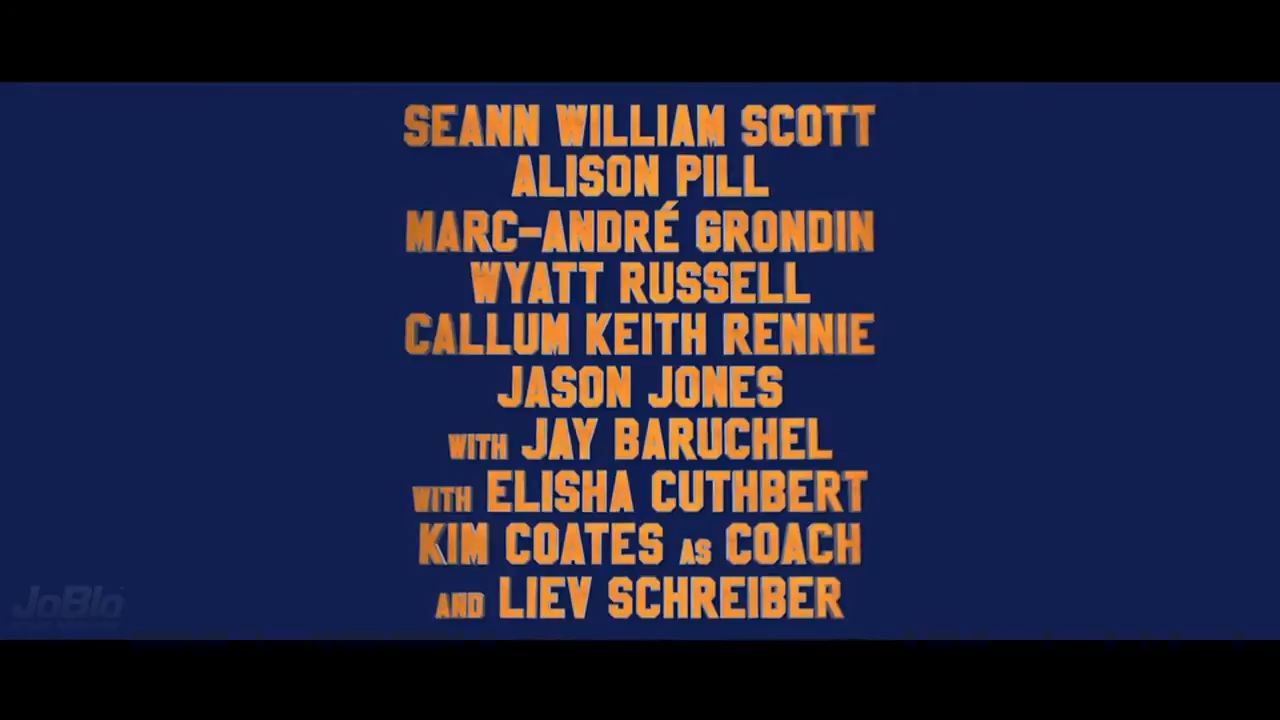 SEANN WILLIAM SCOTT
ALISON PILL
MARC-ANDRÉ GRONDIN
WYATT RUSSELL
CALLUM KEITH RENNIE
JASON JONES
WITH JAY BARUCHEL
WITH ELISHA CUTHBERT
KIM COATES AS COACH
AND LIEV SCHREIBER
JoBlo